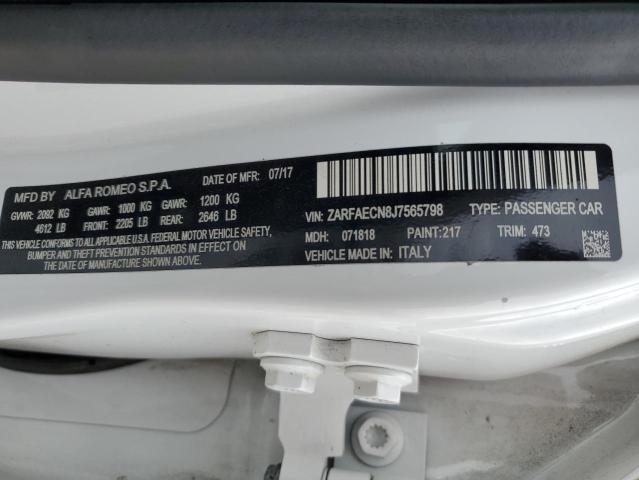 MFD BY ALFA ROMEO S.P.A. DATE OF MFR 07/17
GVWR: 2092 KG GAWR: 1000 KG GAWR: 1200 KG
4612 LB FRONT: 2205 LB REAR: 2646 LB
THIS VEHICLE CONFORMS TO ALL APPLICABLE U.S.A. FEDERAL MOTOR VEHICLE SAFETY,
BUMPER AND THEFT PREVENTION STANDARDS IN EFFECT ON
THE DATE OF MANUFACTURE SHOWN ABOVE.
VIN: ZARFAECN8J7565798 TYPE: PASSENGER CAR
MDH: 071818 PAINT:217 TRIM: 473
VEHICLE MADE IN: ITALY